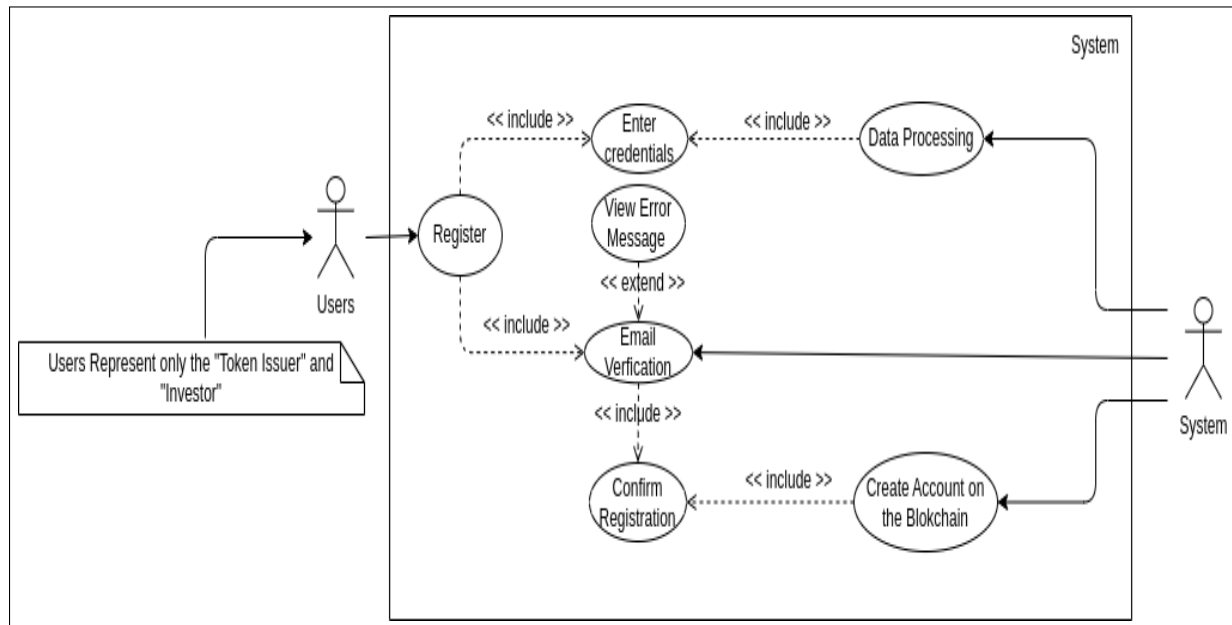 System
<< include >>
Enter
credentials
<< include >>
Data Processing
View Error
Message
Register
<< extend >>
Users
<< include >>
Email
Verfication
Users Represent only the "Token Issuer" and
"Investor"
<< include >>
System
Confirm
Registration
<< include >>
Create Account on
the Blokchain